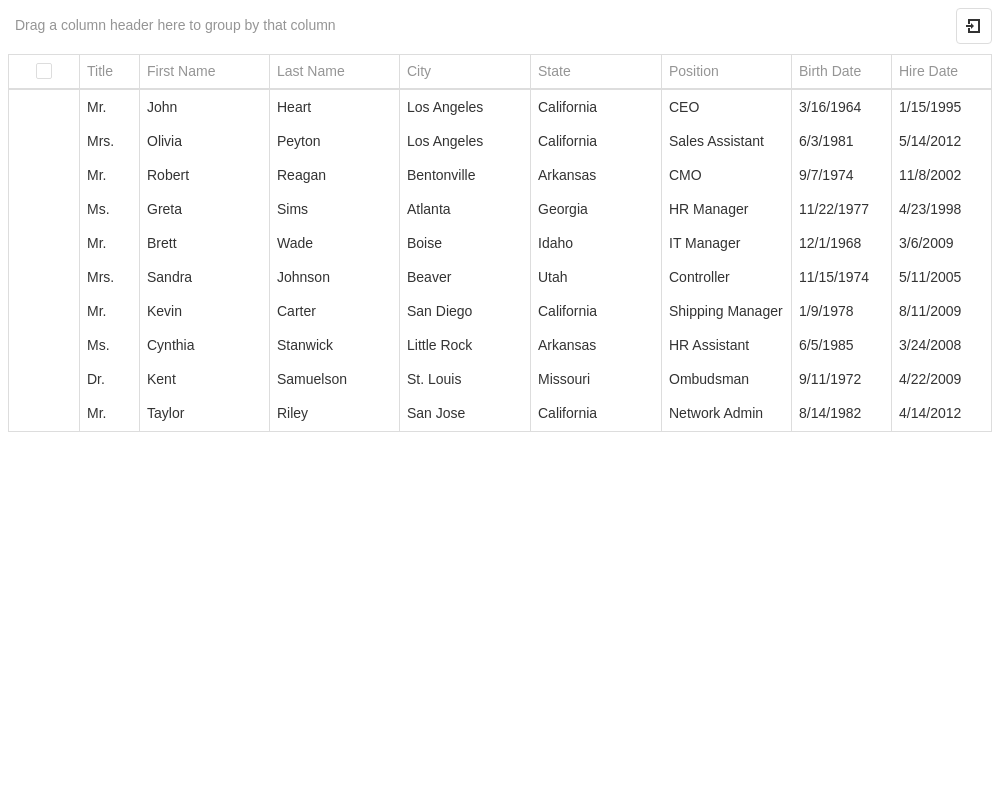 Drag a column header here to group by that column
Title First Name Last Name City State Position Birth Date Hire Date
Mr. John Heart Los Angeles California CEO 3/16/1964 1/15/1995
Mrs. Olivia Peyton Los Angeles California Sales Assistant 6/3/1981 5/14/2012
Mr. Robert Reagan Bentonville Arkansas CMO 9/7/1974 11/8/2002
Ms. Greta Sims Atlanta Georgia HR Manager 11/22/1977 4/23/1998
Mr. Brett Wade Boise Idaho IT Manager 12/1/1968 3/6/2009
Mrs. Sandra Johnson Beaver Utah Controller 11/15/1974 5/11/2005
Mr. Kevin Carter San Diego California Shipping Manager 1/9/1978 8/11/2009
Ms. Cynthia Stanwick Little Rock Arkansas HR Assistant 6/5/1985 3/24/2008
Dr. Kent Samuelson St. Louis Missouri Ombudsman 9/11/1972 4/22/2009
Mr. Taylor Riley San Jose California Network Admin 8/14/1982 4/14/2012